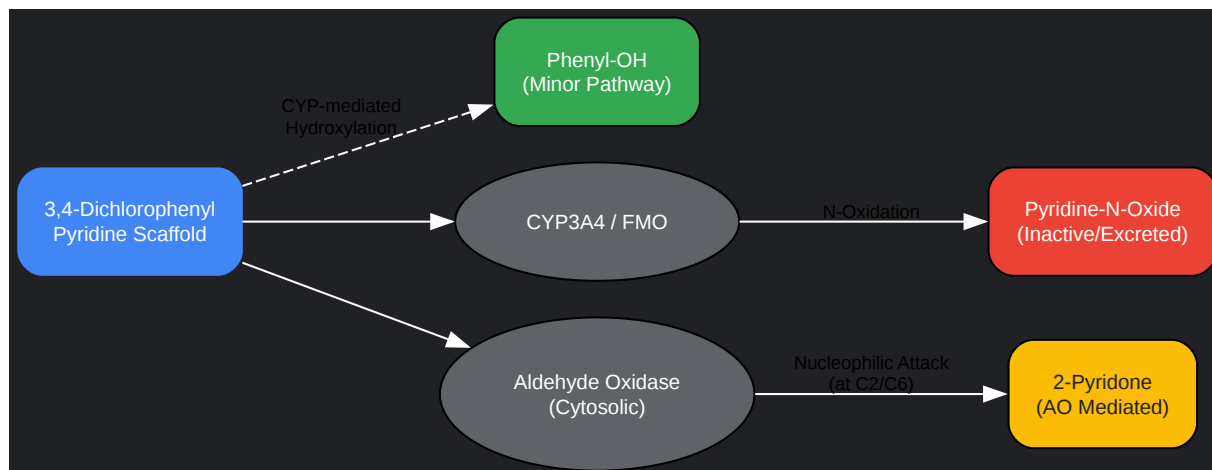 Phenyl-OH
(Minor Pathway)
CYP-mediated
Hydroxylation
3,4-Dichlorophenyl
Pyridine Scaffold
CYP3A4 / FMO
N-Oxidation
Pyridine-N-Oxide
(Inactive/Excreted)
Aldehyde Oxidase
(Cytosolic)
Nucleophilic Attack
(at C2/C6)
2-Pyridone
(AO Mediated)